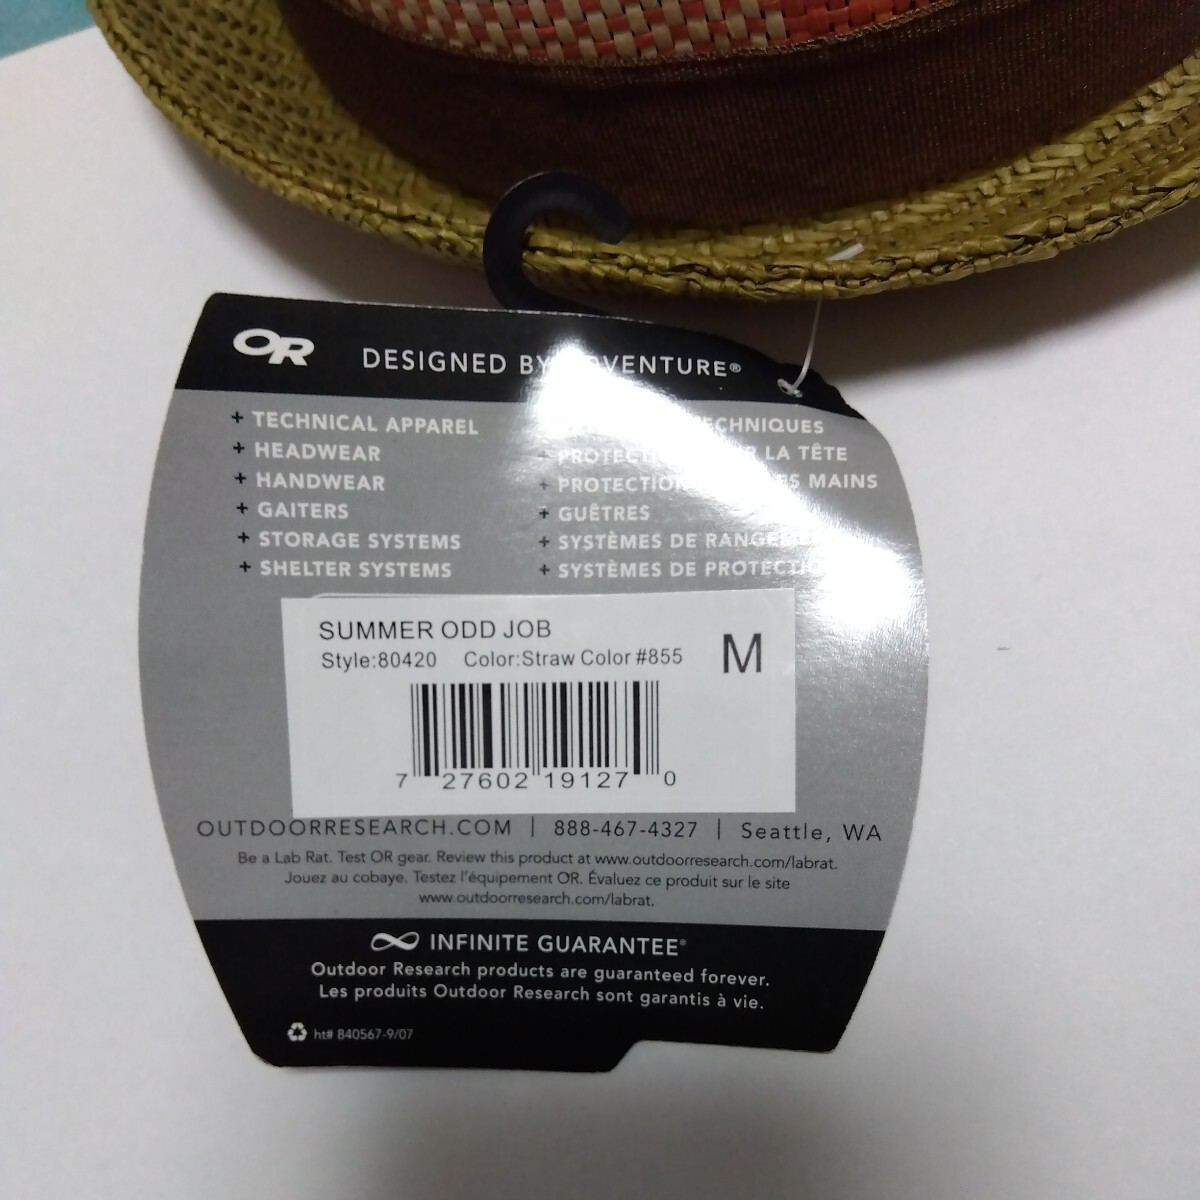 OR DESIGNED BY VENTURE®
+ TECHNICAL APPAREL
+ HEADWEAR
+ HANDWEAR
+ GAITERS
+ STORAGE SYSTEMS
+ SHELTER SYSTEMS
TECHNIQUES
+ LA TÊTE
+ MAINS
+ GUÊTRES
+ SYSTÈMES DE
+ SYSTÈMES DE
SUMMER ODD JOB
Style:80420 Color:Straw Color #855
M
7 27602 19127 0
OUTDOORRESEARCH.COM | 888-467-4327 | Seattle, WA
Be a Lab Rat. Test OR gear. Review this product at www.outdoorresearch.com/labrat.
Jouez au cobaye. Testez l'équipement OR. Évaluez ce produit sur le site
www.outdoorresearch.com/labrat.
INFINITE GUARANTEE®
Outdoor Research products are guaranteed forever.
Les produits Outdoor Research sont garantis à vie.
ht# 840567-9/07